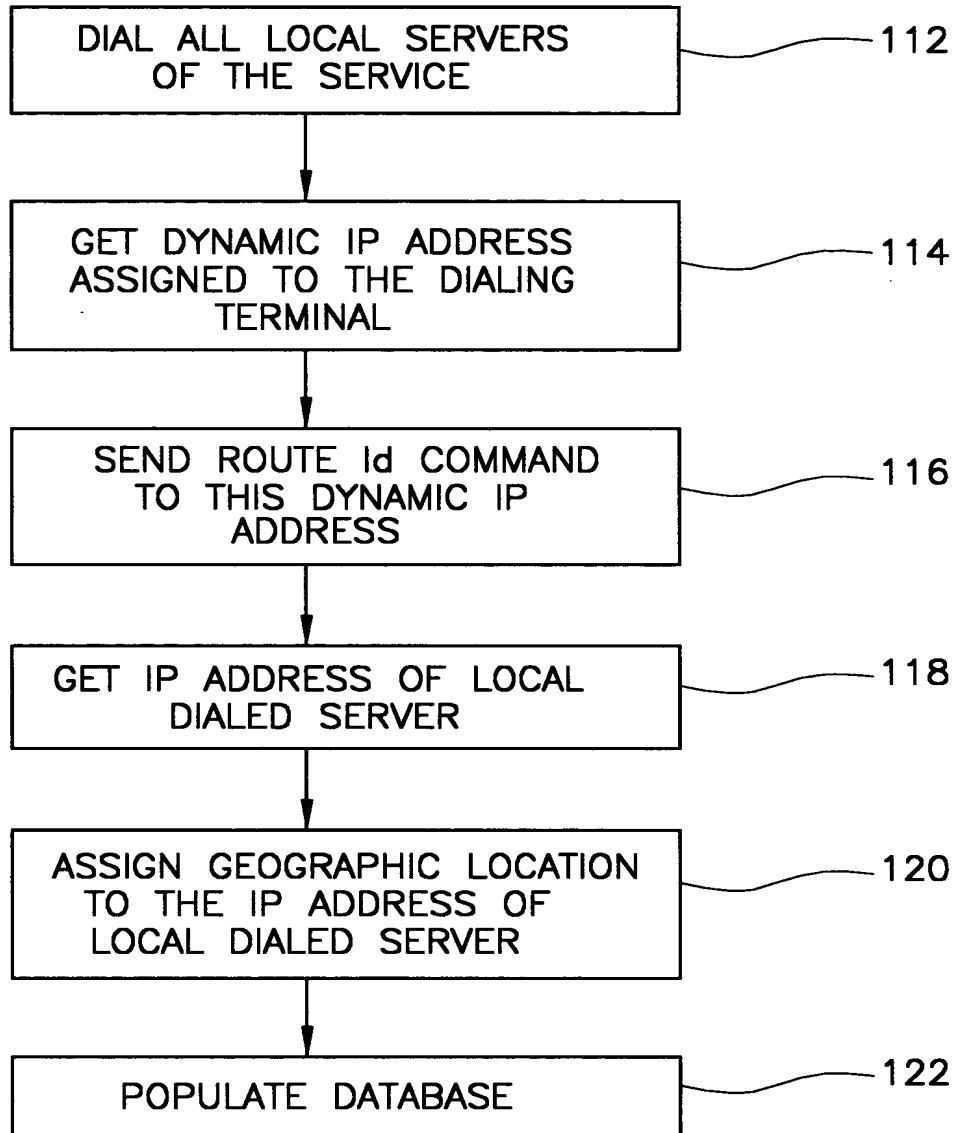 DIAL ALL LOCAL SERVERS
OF THE SERVICE
112
GET DYNAMIC IP ADDRESS
ASSIGNED TO THE DIALING
TERMINAL
114
SEND ROUTE Id COMMAND
TO THIS DYNAMIC IP
ADDRESS
116
GET IP ADDRESS OF LOCAL
DIALED SERVER
118
ASSIGN GEOGRAPHIC LOCATION
TO THE IP ADDRESS OF
LOCAL DIALED SERVER
120
POPULATE DATABASE
122